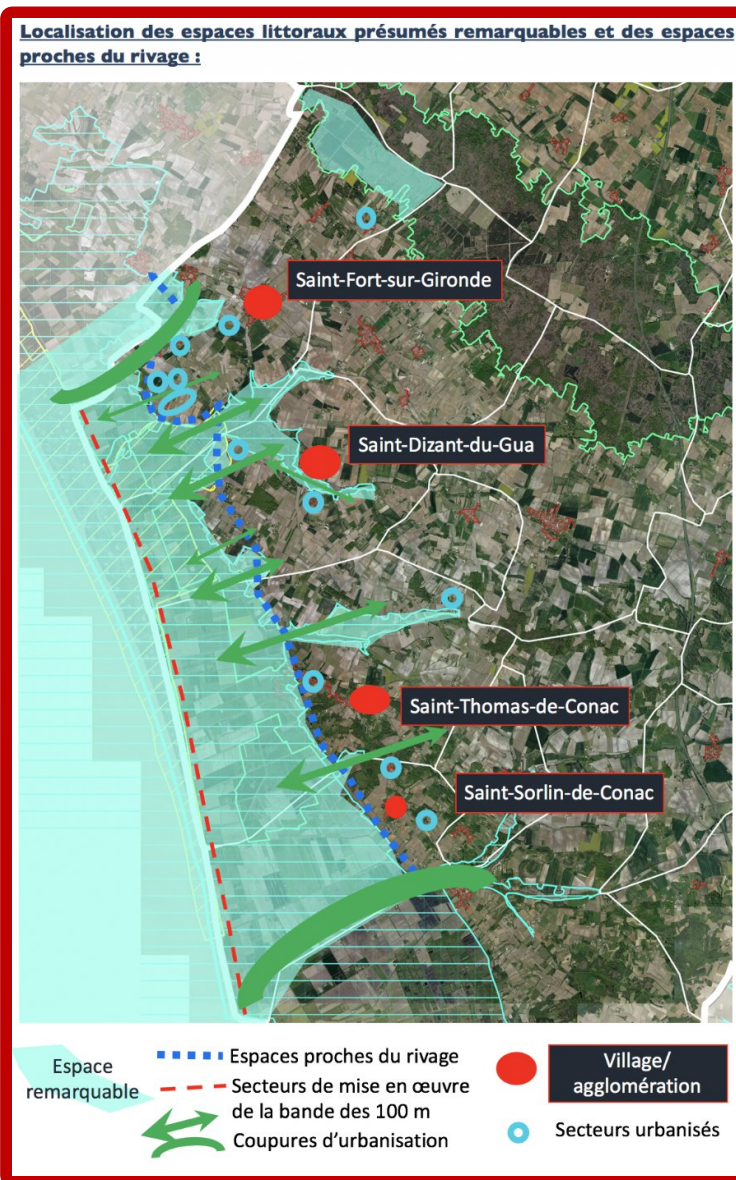 Localisation des espaces littoraux présumés remarquables et des espaces
proches du rivage :
Saint-Fort-sur-Gironde
Saint-Dizant-du-Gua
Saint-Thomas-de-Conac
Saint-Sorlin-de-Conac
Espace
remarquable
Espaces proches du rivage
Secteurs de mise en œuvre
de la bande des 100 m
Coupures d'urbanisation
Village/
agglomération
Secteurs urbanisés